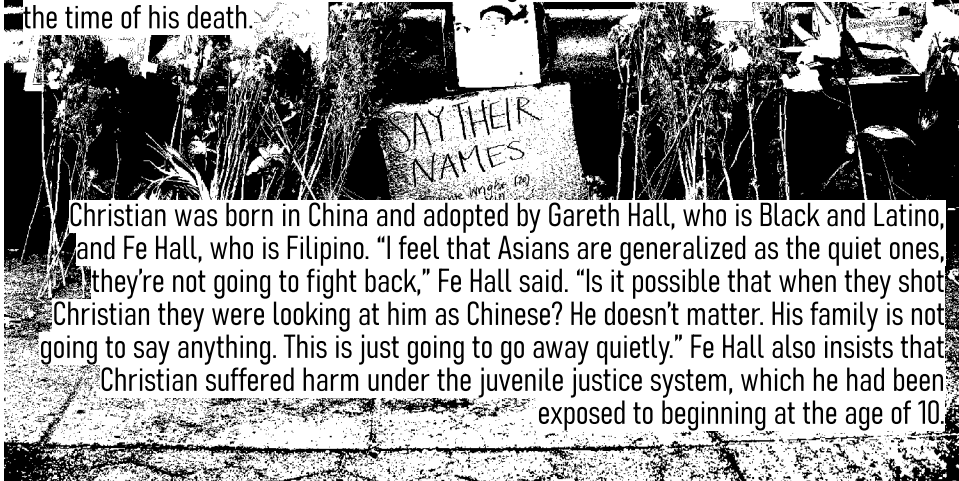 the time of his death.
SAY THEIR
NAMES
Wright (20)
Christian was born in China and adopted by Gareth Hall, who is Black and Latino,
and Fe Hall, who is Filipino. “I feel that Asians are generalized as the quiet ones,
they’re not going to fight back,” Fe Hall said. “Is it possible that when they shot
Christian they were looking at him as Chinese? He doesn’t matter. His family is not
going to say anything. This is just going to go away quietly.” Fe Hall also insists that
Christian suffered harm under the juvenile justice system, which he had been
exposed to beginning at the age of 10.